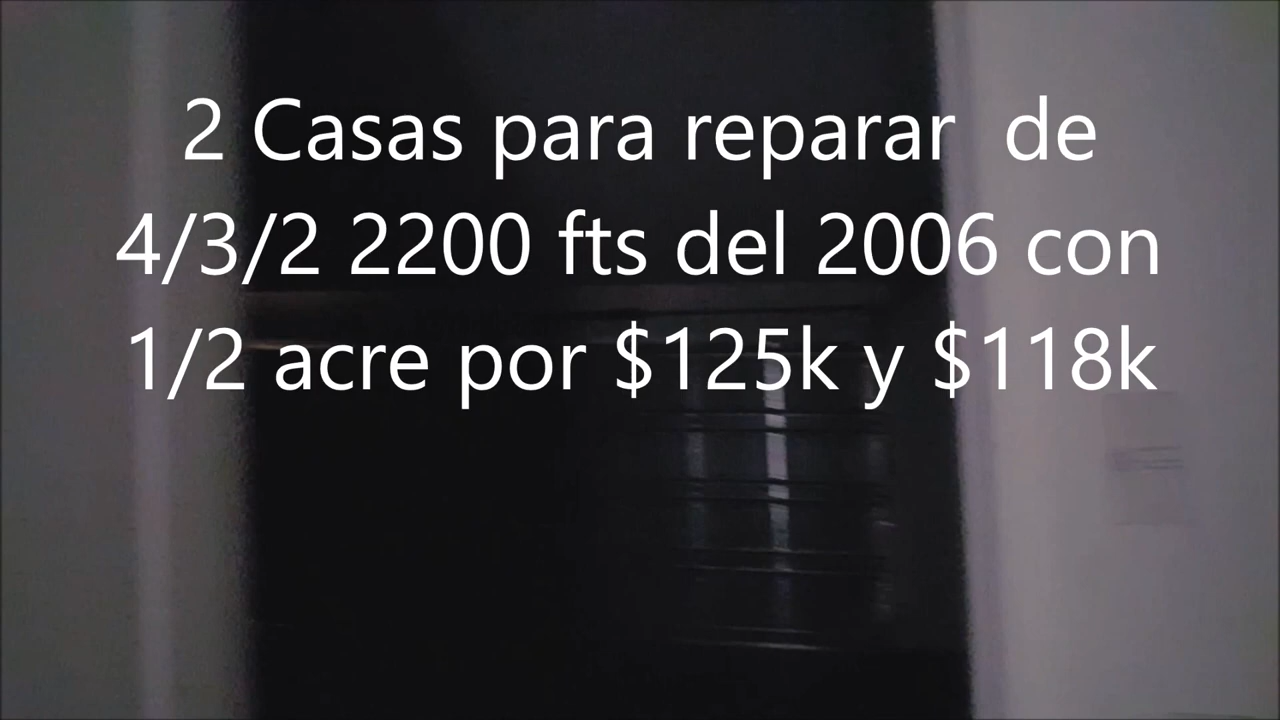 2 Casas para reparar  de
4/3/2 2200 fts del 2006 con
1/2 acre por $125k y $118k